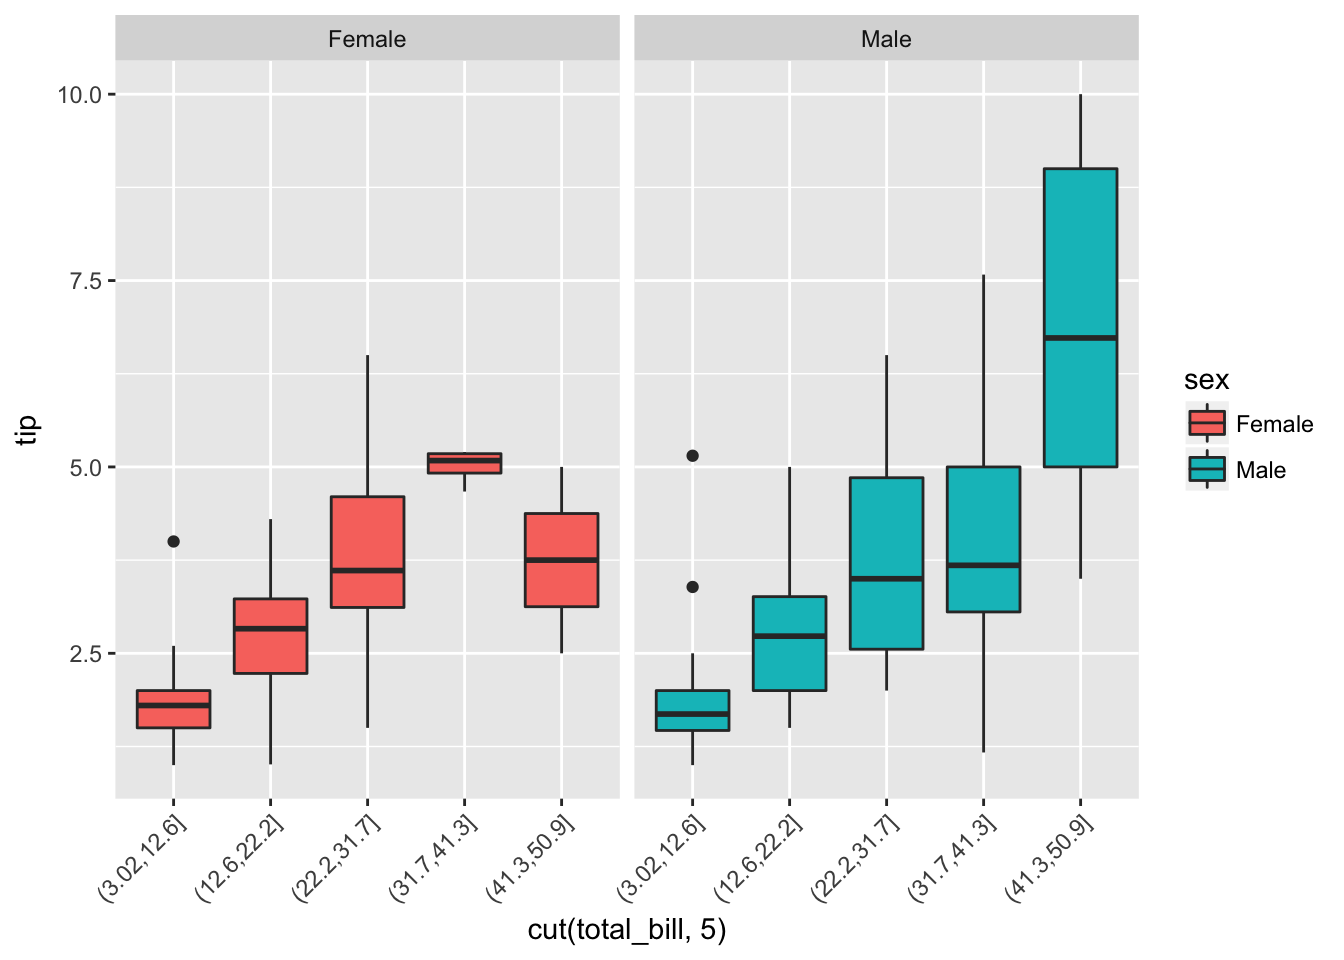 Female
Male
10.0
7.5
5.0
2.5
tip
(3.02,12.6]
(12.6,22.2]
(22.2,31.7]
(31.7,41.3]
(41.3,50.9]
(3.02,12.6]
(12.6,22.2]
(22.2,31.7]
(31.7,41.3]
(41.3,50.9]
cut(total_bill, 5)
sex
Female
Male